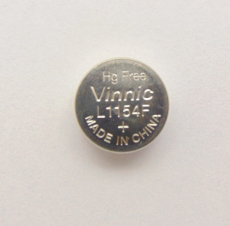 Hg Free
Vinnic
L1154F
+
MADE IN CHINA